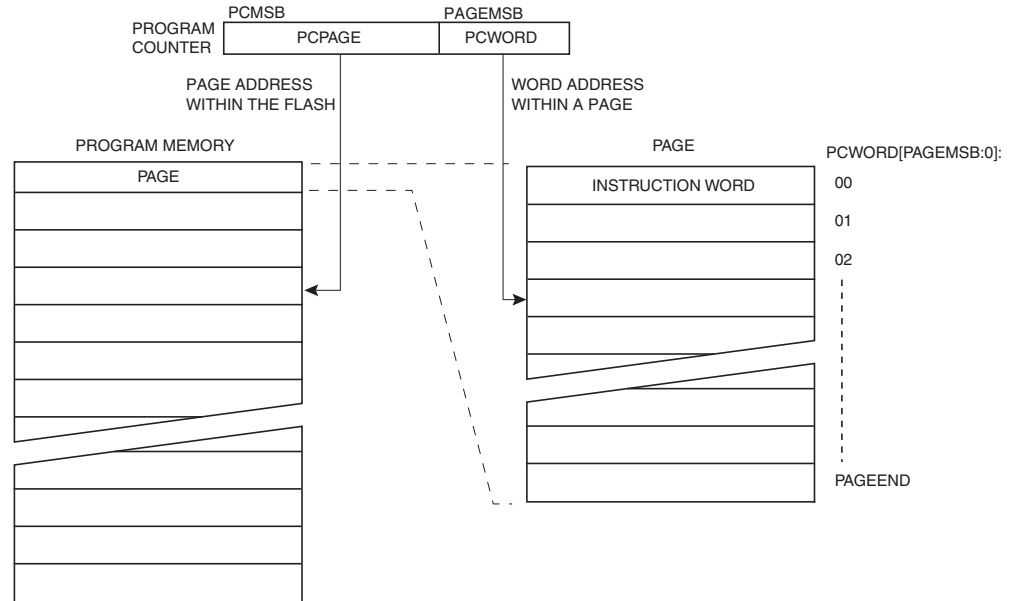 PCMSB PAGEMSB
PROGRAM
COUNTER
PCPAGE PCWORD
PAGE ADDRESS
WITHIN THE FLASH
WORD ADDRESS
WITHIN A PAGE
PROGRAM MEMORY
PAGE
PAGE
INSTRUCTION WORD
PCWORD[PAGEMSB:0]:
00
01
02
PAGEEND